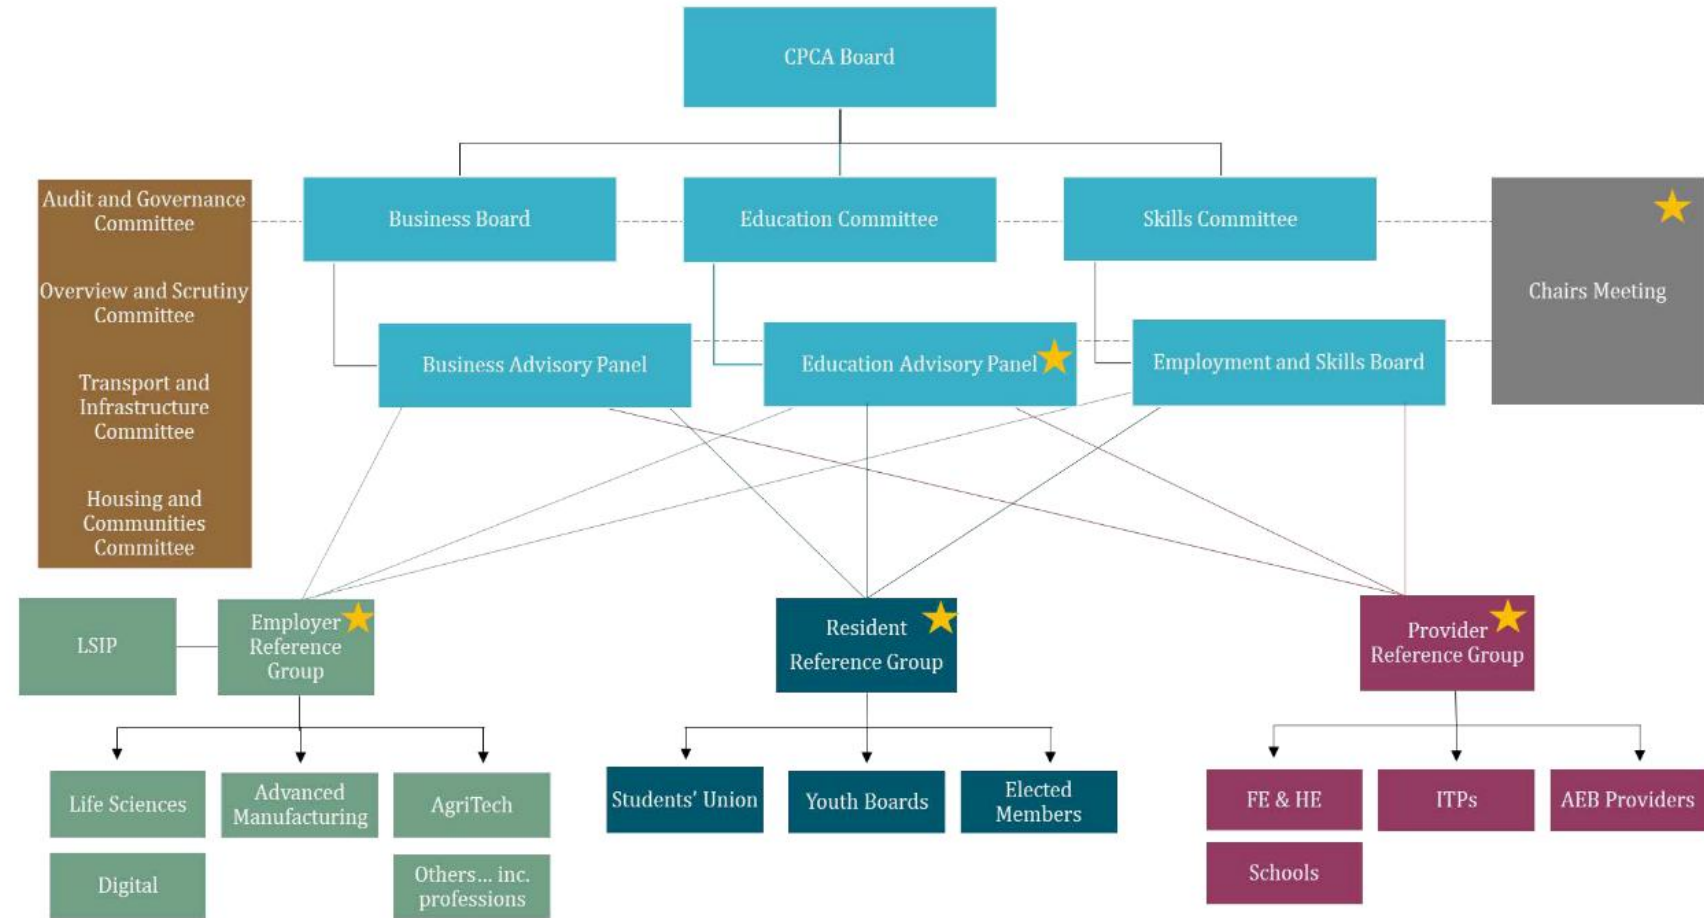 CPCA Board
Audit and Governance
Committee
Overview and Scrutiny
Committee
Transport and
Infrastructure
Committee
Housing and
Communities
Committee
Business Board
Education Committee
Skills Committee
Chairs Meeting
Business Advisory Panel
Education Advisory Panel
Employment and Skills Board
LSIP
Employer
Reference
Group
Resident
Reference Group
Provider
Reference Group
Life Sciences
Advanced
Manufacturing
AgriTech
Digital
Others... inc.
professions
Students’ Union
Youth Boards
Elected
Members
FE & HE
ITPs
AEB Providers
Schools